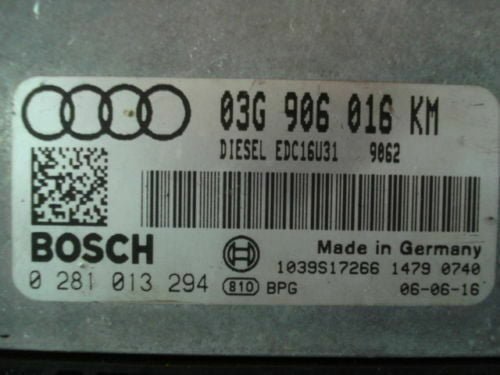 03G 906 016 KM
DIESEL EDC16U31 9062
BOSCH
Made in Germany
0 281 013 294
1039S17266 1479 0740
810 BPG 06-06-16